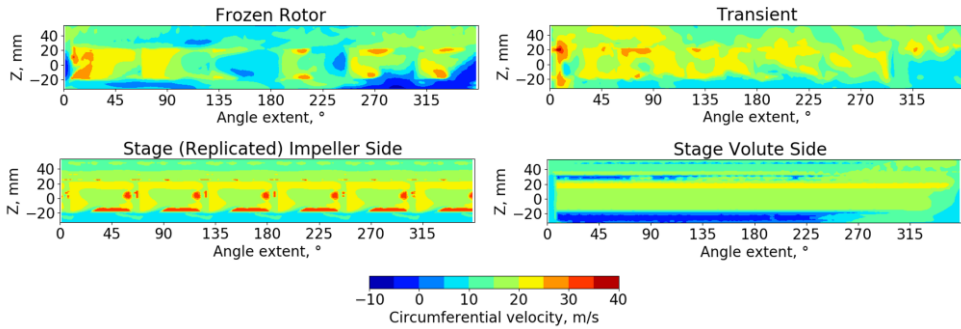 Frozen Rotor
Z, mm
40
20
0
−20
0 45 90 135 180 225 270 315
Angle extent, °
Transient
Z, mm
40
20
0
−20
0 45 90 135 180 225 270 315
Angle extent, °
Stage (Replicated) Impeller Side
Z, mm
40
20
0
−20
0 45 90 135 180 225 270 315
Angle extent, °
Stage Volute Side
Z, mm
40
20
0
−20
0 45 90 135 180 225 270 315
Angle extent, °
−10 0 10 20 30 40
Circumferential velocity, m/s